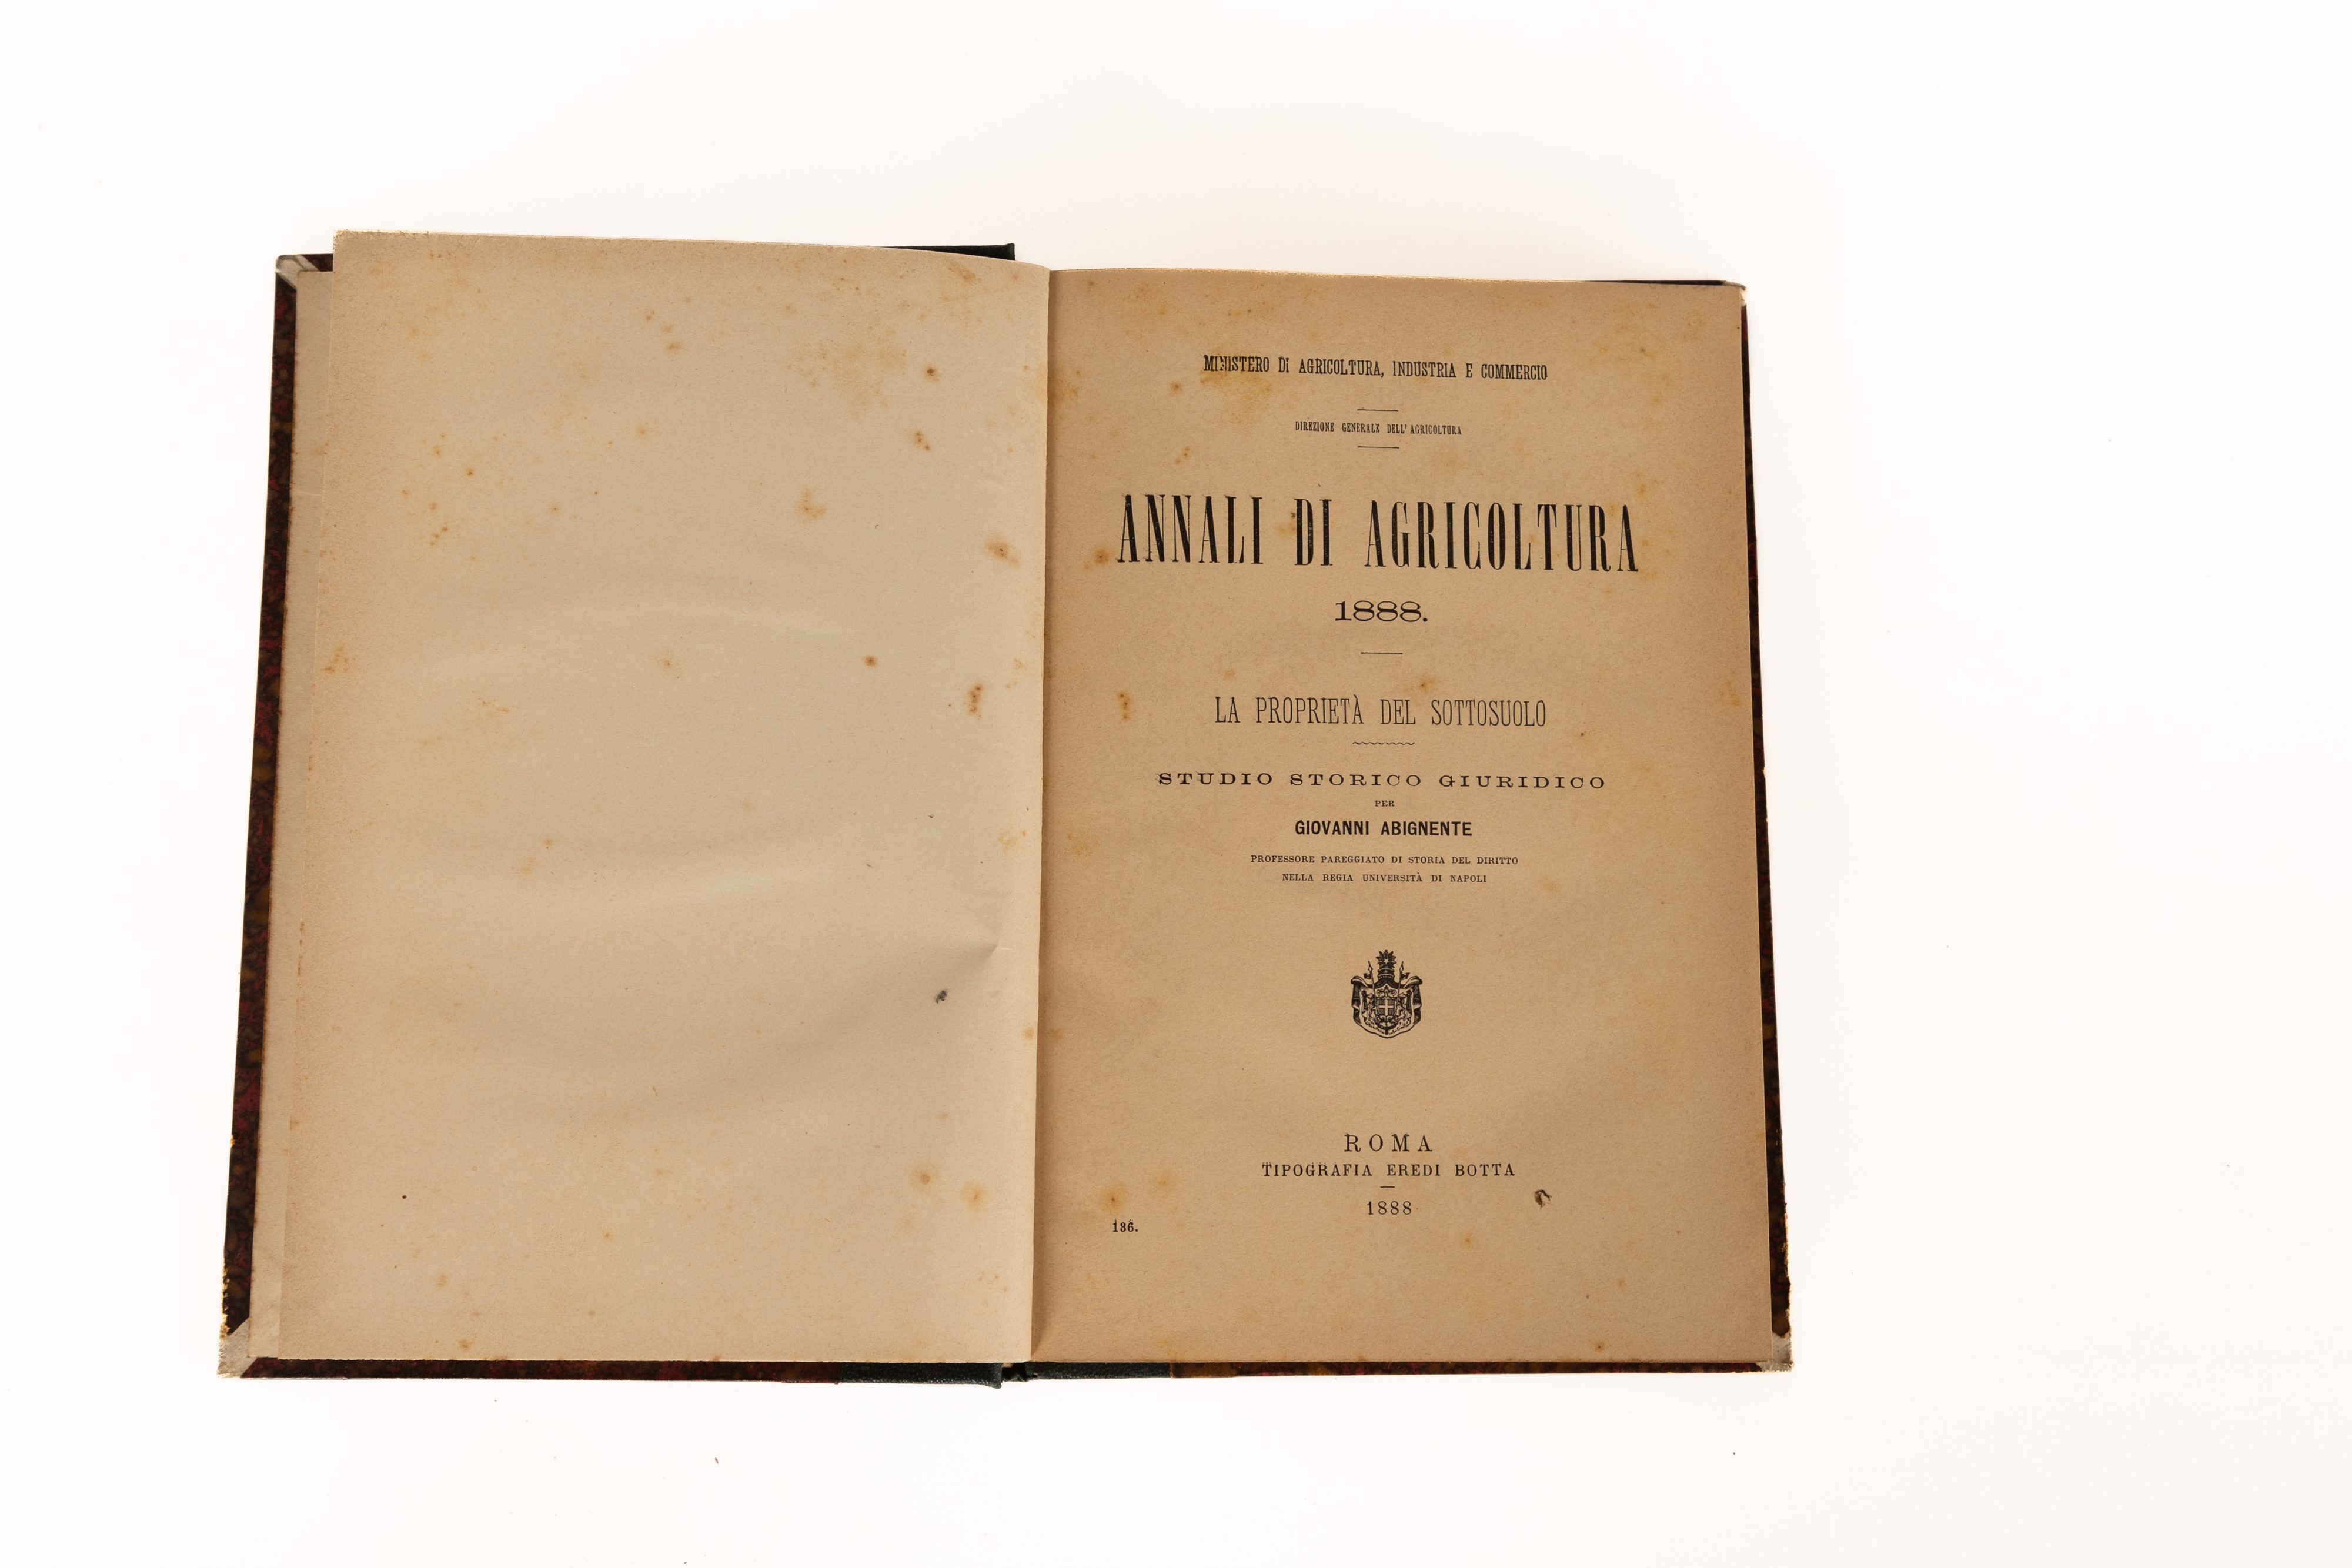 MINISTERO DI AGRICOLTURA, INDUSTRIA E COMMERCIO
DIREZIONE GENERALE DELL'AGRICOLTURA
ANNALI DI AGRICOLTURA
1888.
LA PROPRIETÀ DEL SOTTOSUOLO
STUDIO STORICO GIURIDICO
PER
GIOVANNI ABIGNENTE
PROFESSORE PAREGGIATO DI STORIA DEL DIRITTO
NELLA REGIA UNIVERSITÀ DI NAPOLI
ROMA
TIPOGRAFIA EREDI BOTTA
1888
136.